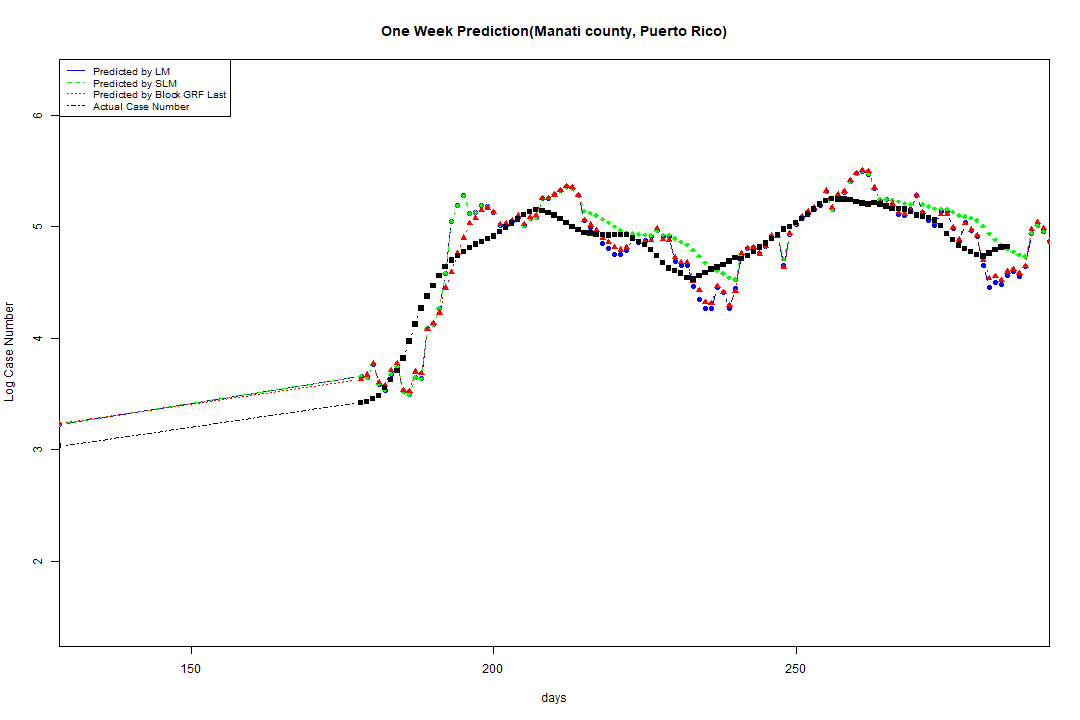 One Week Prediction(Manati county, Puerto Rico)
Predicted by LM
Predicted by SLM
Predicted by Block GRF Last
Actual Case Number
6
5
4
3
2
Log Case Number
150 200 250
days